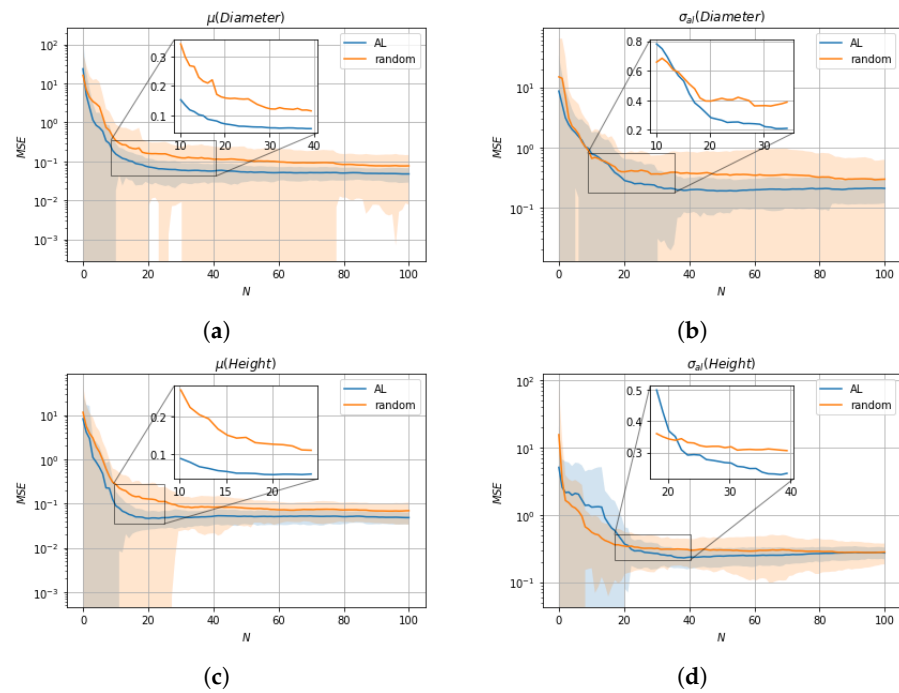 μ(Diameter)
MSE
10²
10¹
10⁰
10⁻¹
10⁻²
10⁻³
0 20 40 60 80 100
N
AL
random
0.3
0.2
0.1
10 20 30 40
(a)
σ_al(Diameter)
MSE
10¹
10⁰
10⁻¹
0 20 40 60 80 100
N
AL
random
0.8
0.6
0.4
0.2
10 20 30
(b)
μ(Height)
MSE
10¹
10⁰
10⁻¹
10⁻²
10⁻³
0 20 40 60 80 100
N
AL
random
0.2
0.1
10 15 20
(c)
σ_al(Height)
MSE
10²
10¹
10⁰
10⁻¹
0 20 40 60 80 100
N
AL
random
0.5
0.4
0.3
20 30 40
(d)